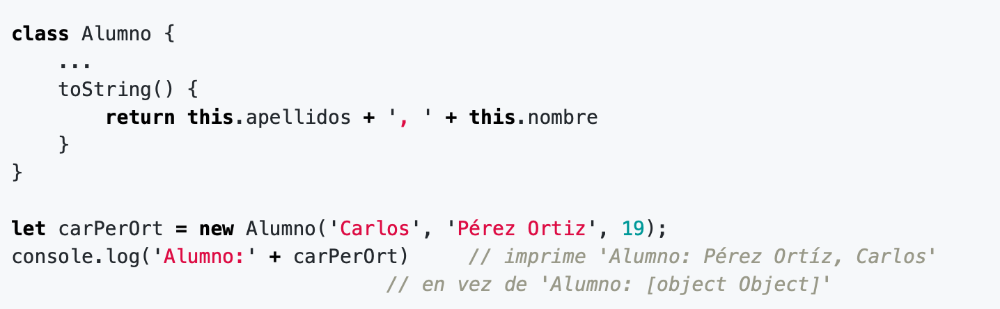 class Alumno {
    ...
    toString() {
        return this.apellidos + ', ' + this.nombre
    }
}
let carPerOrt = new Alumno('Carlos', 'Pérez Ortiz', 19);
console.log('Alumno:' + carPerOrt)     // imprime 'Alumno: Pérez Ortíz, Carlos'
                                // en vez de 'Alumno: [object Object]'